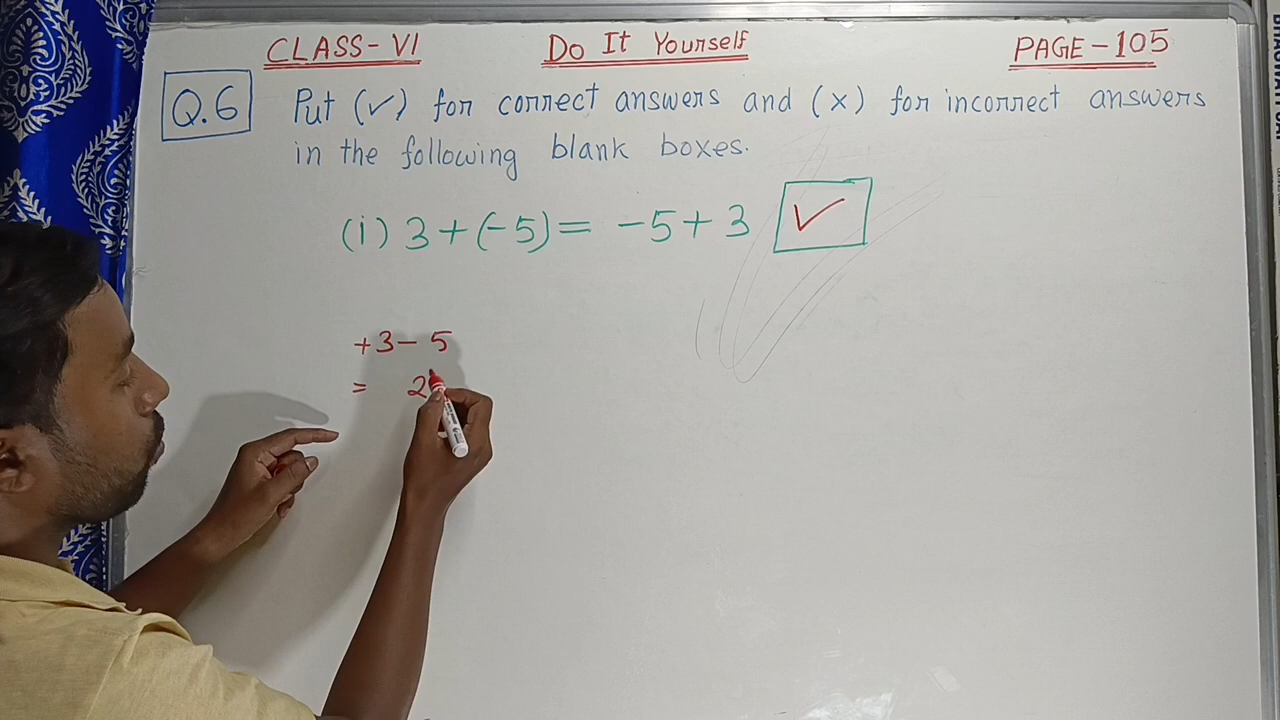 CLASS-VI Do It Yourself PAGE-105
Q.6 Put (✓) for correct answers and (x) for incorrect answers
in the following blank boxes.
(i) 3+(-5)= -5+3 ✓
+3- 5
= 2